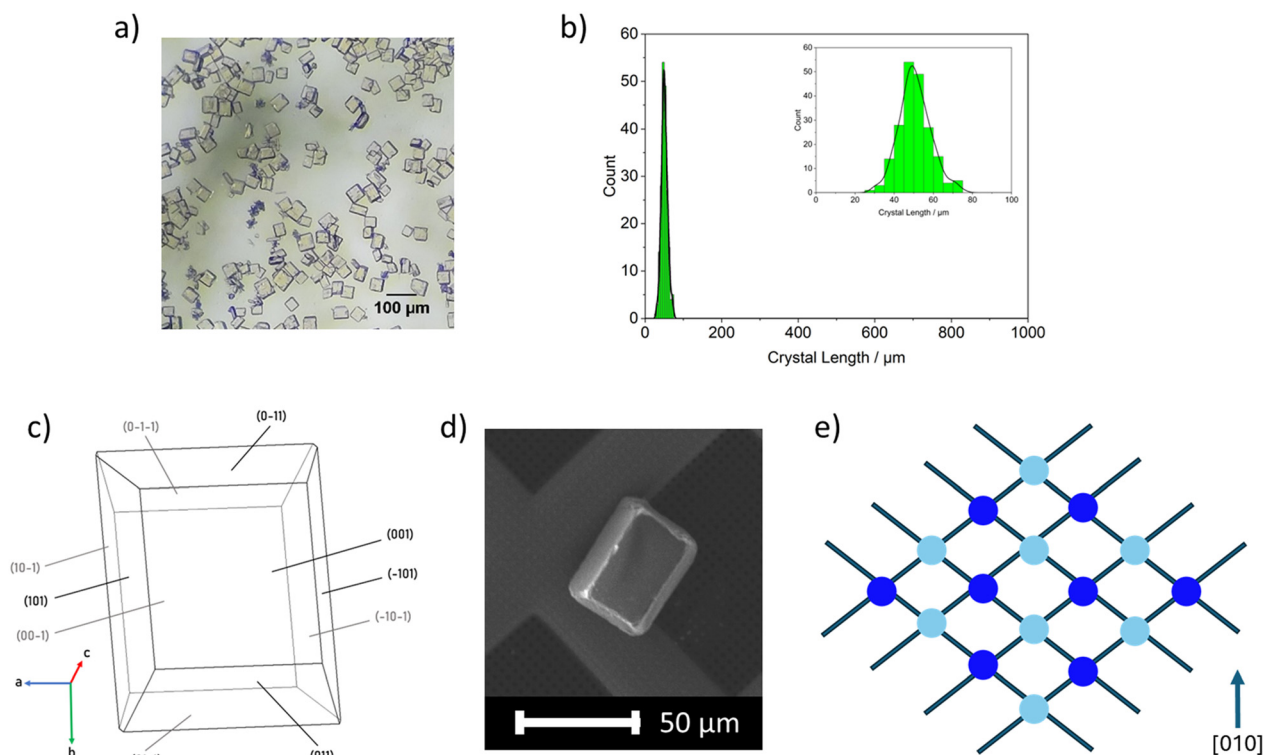 a)
100 µm
b)
60
50
40
30
20
10
0
Count
0 200 400 600 800 1000
Crystal Length / µm
60
50
40
30
20
10
0
Count
0 20 40 60 80 100
Crystal Length / µm
c)
(0-1-1)
(0-11)
(001)
(-101)
(10-1)
(101)
(-10-1)
(00-1)
c
a
b
(011)
d)
50 µm
e)
[010]